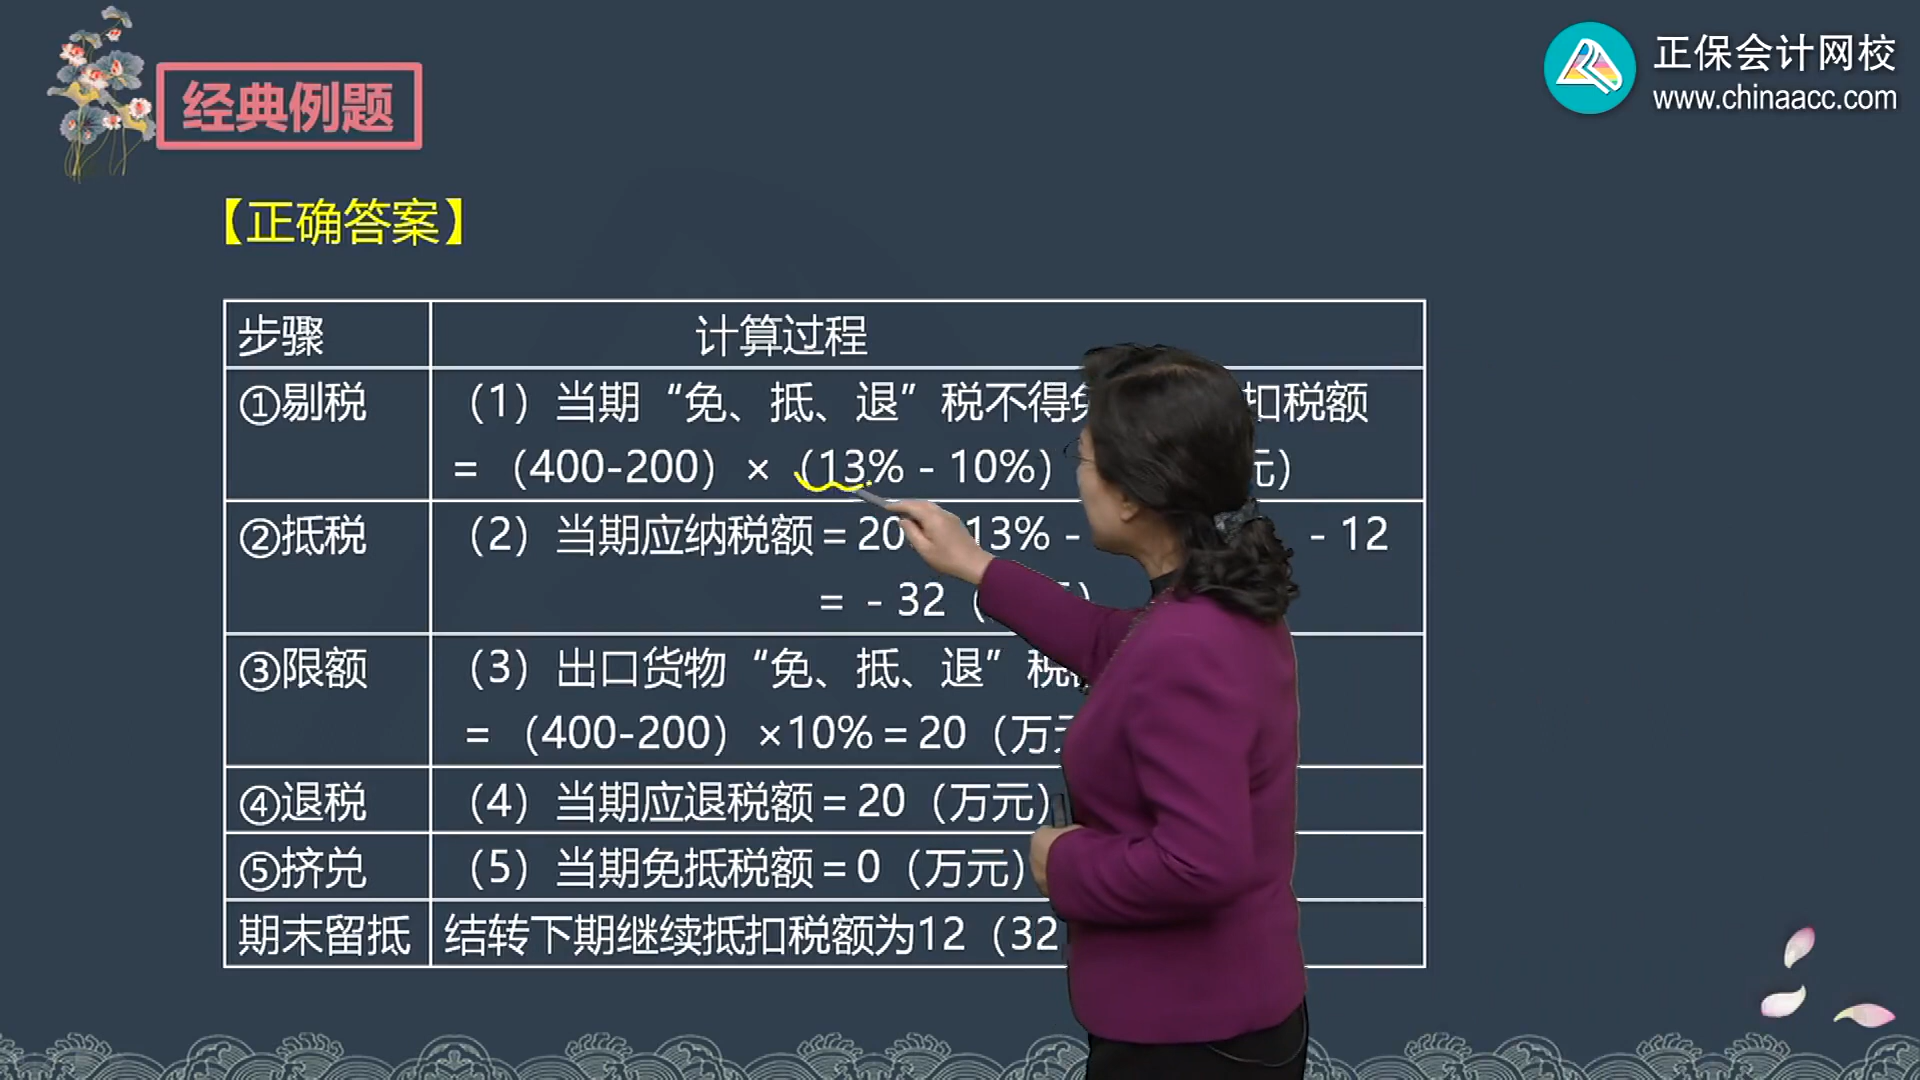 经典例题
正保会计网校
www.chinaacc.com
【正确答案】
步骤 计算过程
①剔税 （1）当期“免、抵、退”税不得免 扣税额
=（400-200）×（13%-10%） 元）
②抵税 （2）当期应纳税额=20 13%- -12
=-32（
③限额 （3）出口货物“免、抵、退”税
=（400-200）×10%=20（万元
④退税 （4）当期应退税额=20（万元）
⑤挤兑 （5）当期免抵税额=0（万元）
期末留抵 结转下期继续抵扣税额为12（32